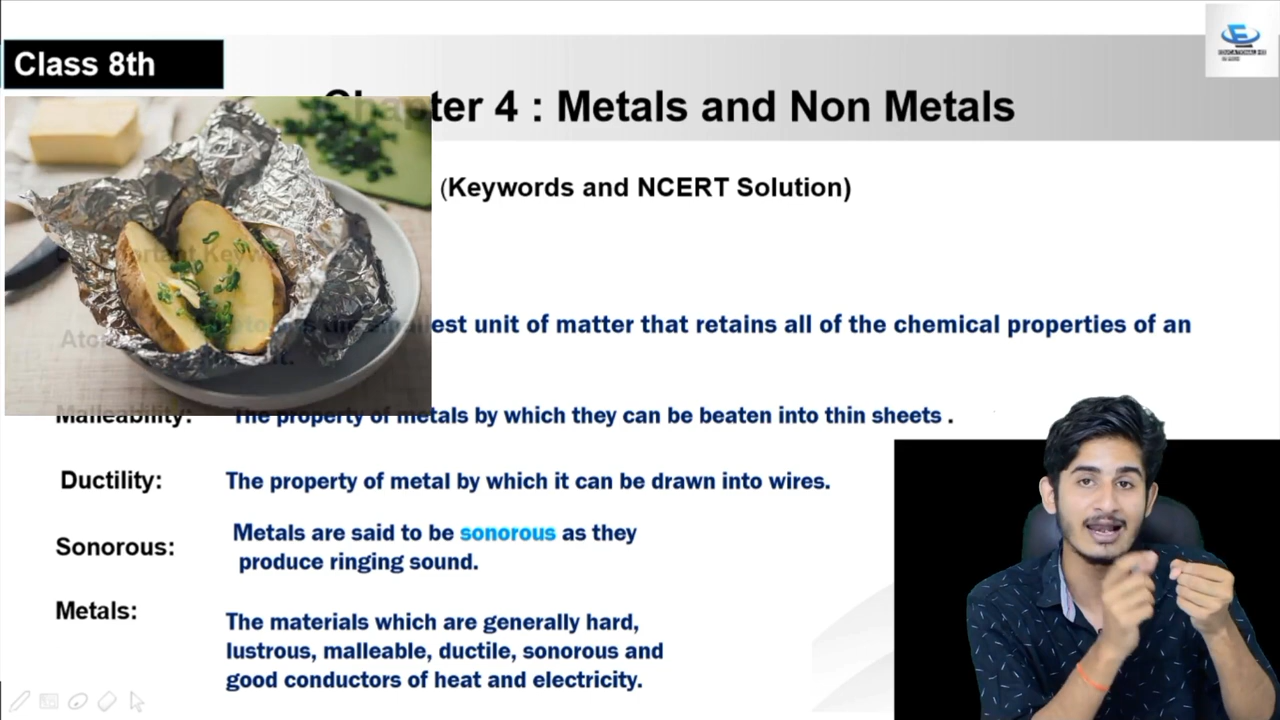 Class 8th
Chapter 4 : Metals and Non Metals
(Keywords and NCERT Solution)
Important Keyw
est unit of matter that retains all of the chemical properties of an
Malleability: The property of metals by which they can be beaten into thin sheets .
Ductility: The property of metal by which it can be drawn into wires.
Sonorous: Metals are said to be sonorous as they
produce ringing sound.
Metals: The materials which are generally hard,
lustrous, malleable, ductile, sonorous and
good conductors of heat and electricity.